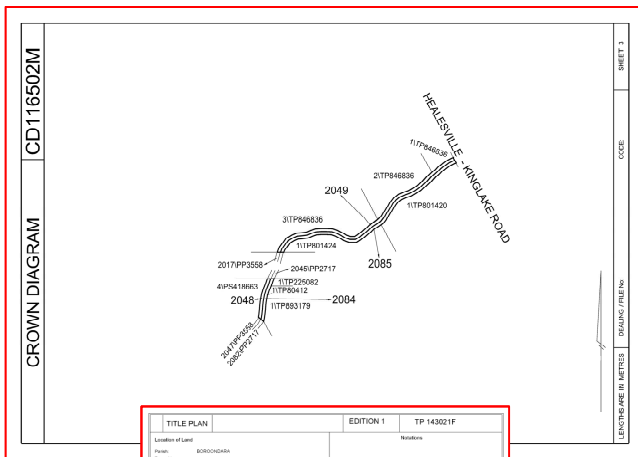 CD116502M
CROWN DIAGRAM
SHEET 3
CODE:
DEALING / FILE No
LENGTHS ARE IN METRES
HEALESVILLE - KINGLAKE ROAD
1\TP846836
2\TP846836
1\TP801420
2049
3\TP846836
1\TP801424
2085
2017\PP3558
2045\PP2717
4\PS418663
1\TP225082
1\TP80412
2048
2084
1\TP893179
2047\PP3558
2082\PP2717
TITLE PLAN
EDITION 1
TP 143021F
Location of Land
Notations
Parish:
BOROONDARA